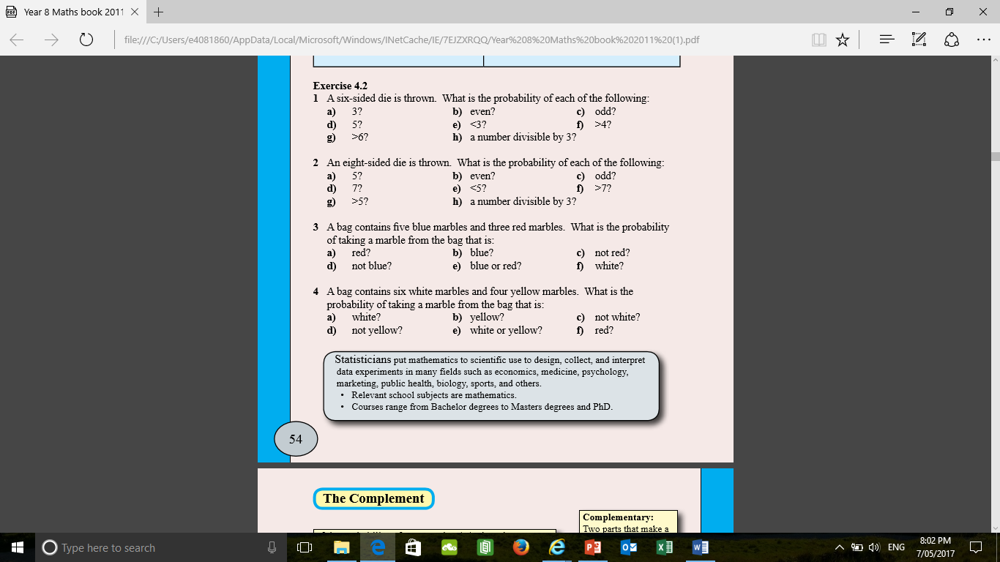 Year 8 Maths book 2011
file:///C:/Users/e4081860/AppData/Local/Microsoft/Windows/INetCache/IE/7EJZXRQQ/Year%208%20Maths%20book%202011%20(1).pdf
Exercise 4.2
1 A six-sided die is thrown. What is the probability of each of the following:
a) 3? b) even? c) odd?
d) 5? e) <3? f) >4?
g) >6? h) a number divisible by 3?
2 An eight-sided die is thrown. What is the probability of each of the following:
a) 5? b) even? c) odd?
d) 7? e) <5? f) >7?
g) >5? h) a number divisible by 3?
3 A bag contains five blue marbles and three red marbles. What is the probability
of taking a marble from the bag that is:
a) red? b) blue? c) not red?
d) not blue? e) blue or red? f) white?
4 A bag contains six white marbles and four yellow marbles. What is the
probability of taking a marble from the bag that is:
a) white? b) yellow? c) not white?
d) not yellow? e) white or yellow? f) red?
Statisticians put mathematics to scientific use to design, collect, and interpret
data experiments in many fields such as economics, medicine, psychology,
marketing, public health, biology, sports, and others.
• Relevant school subjects are mathematics.
• Courses range from Bachelor degrees to Masters degrees and PhD.
54
The Complement
Complementary:
Two parts that make a
Type here to search
ENG
8:02 PM
7/05/2017